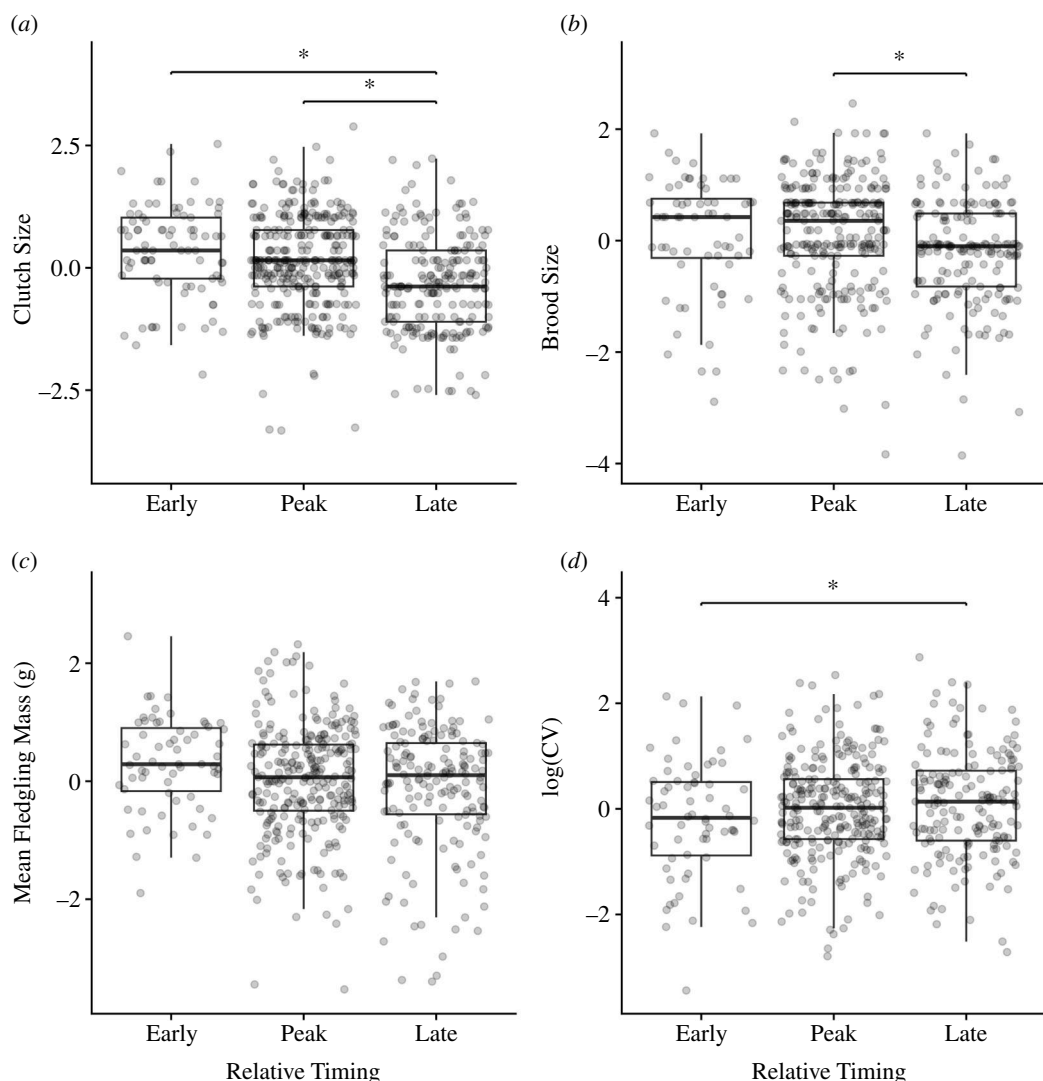 (a)
*
*
Clutch Size
2.5
0.0
−2.5
Early Peak Late
(b)
*
Brood Size
2
0
−2
−4
Early Peak Late
(c)
Mean Fledgling Mass (g)
2
0
−2
Early Peak Late
Relative Timing
(d)
*
log(CV)
4
2
0
−2
Early Peak Late
Relative Timing